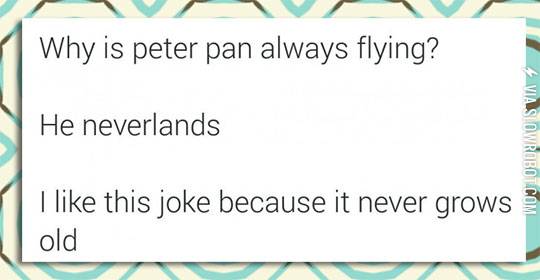 Why is peter pan always flying?
He neverlands
I like this joke because it never grows
old
VIA SLOWROBOT.COM